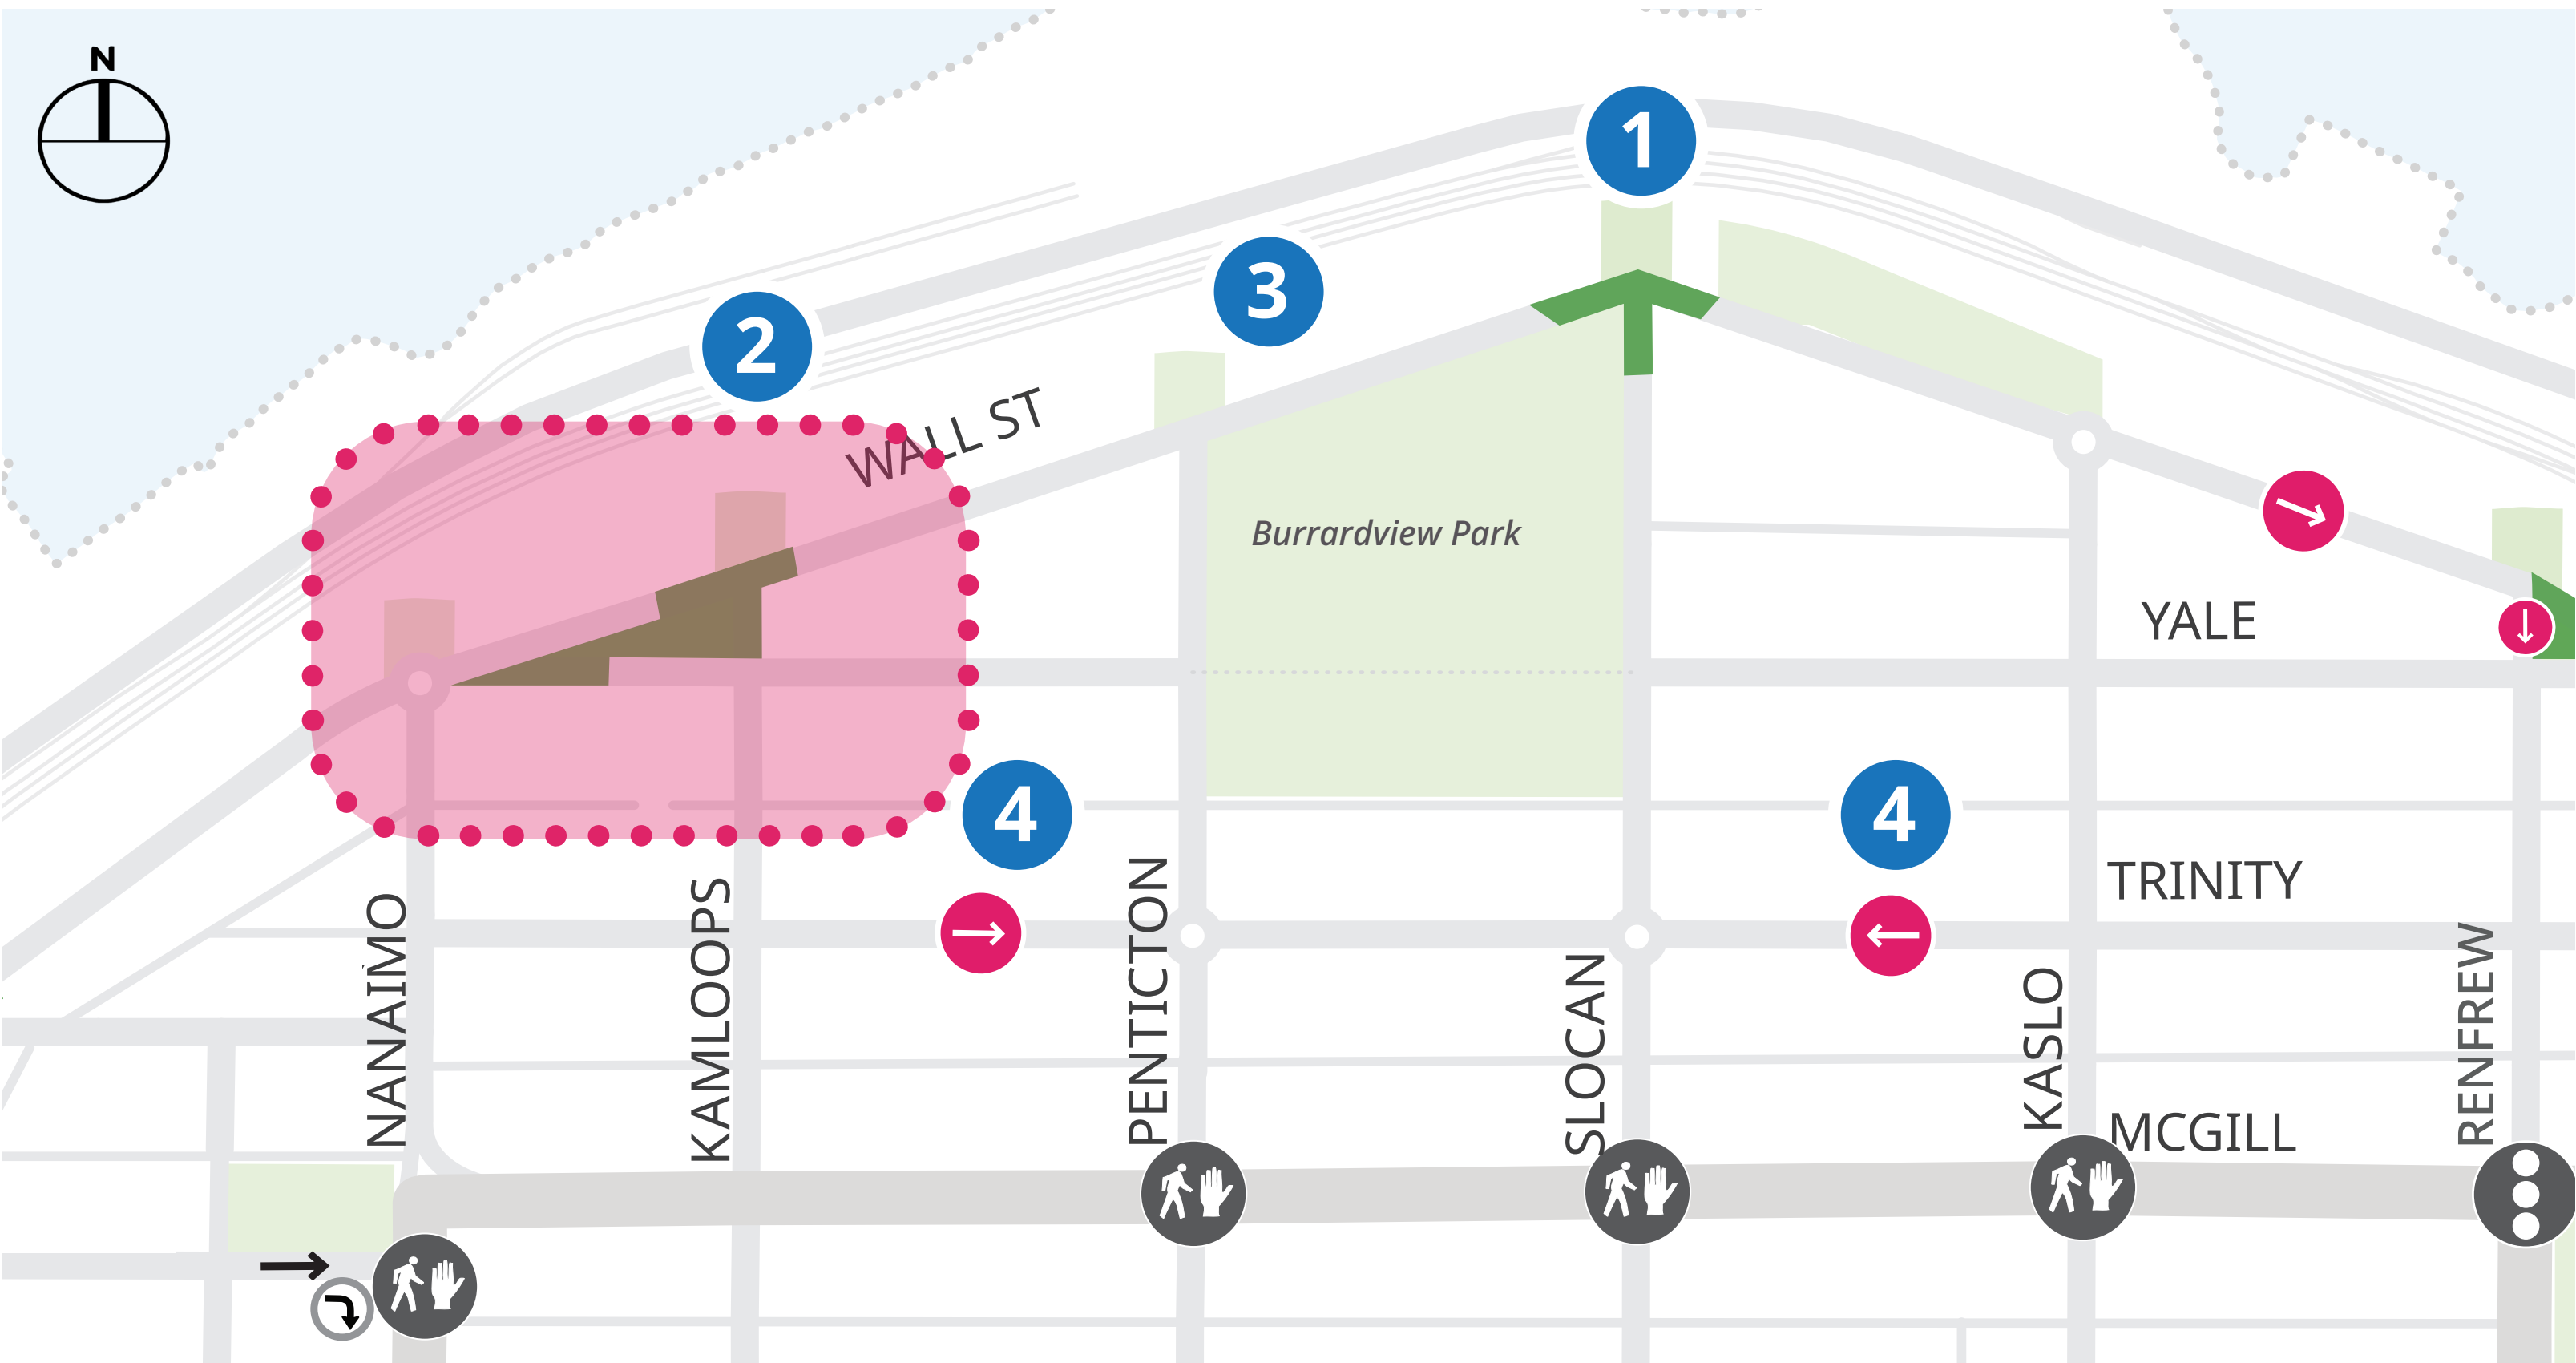 N
1
3
2
WALL ST
Burrardview Park
YALE
4
4
TRINITY
NANAIMO
KAMLOOPS
PENTICTON
SLOCAN
KASLO
RENFREW
MCGILL